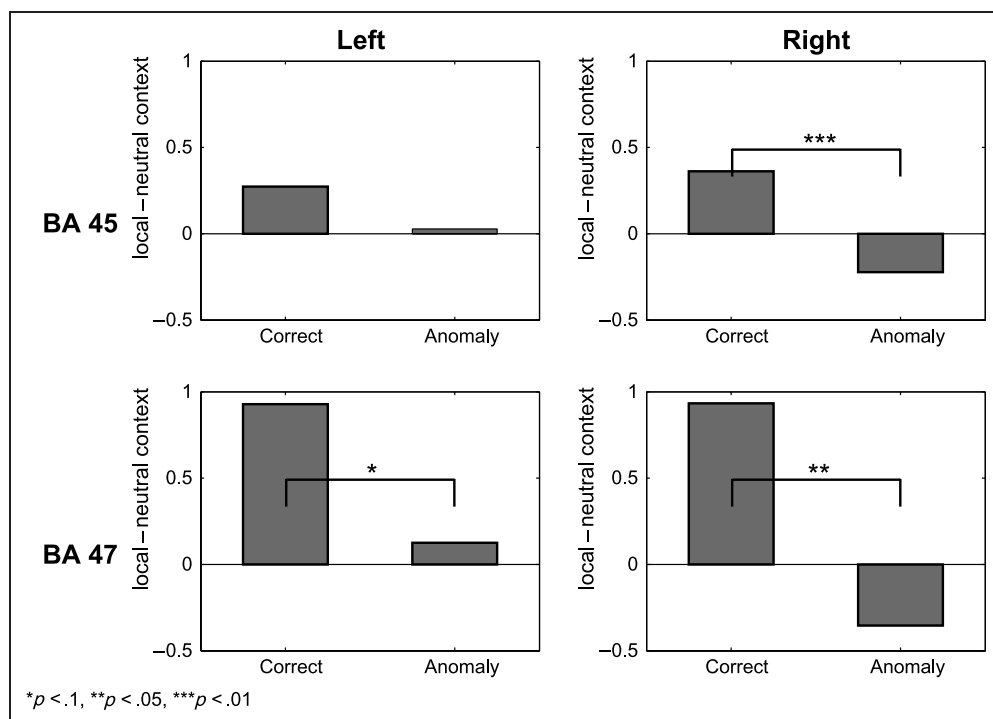 Left
Right
BA 45
local – neutral context
1
0.5
0
–0.5
Correct
Anomaly
local – neutral context
1
0.5
0
–0.5
***
Correct
Anomaly
BA 47
local – neutral context
1
0.5
0
–0.5
*
Correct
Anomaly
local – neutral context
1
0.5
0
–0.5
**
Correct
Anomaly
*p < .1, **p < .05, ***p < .01